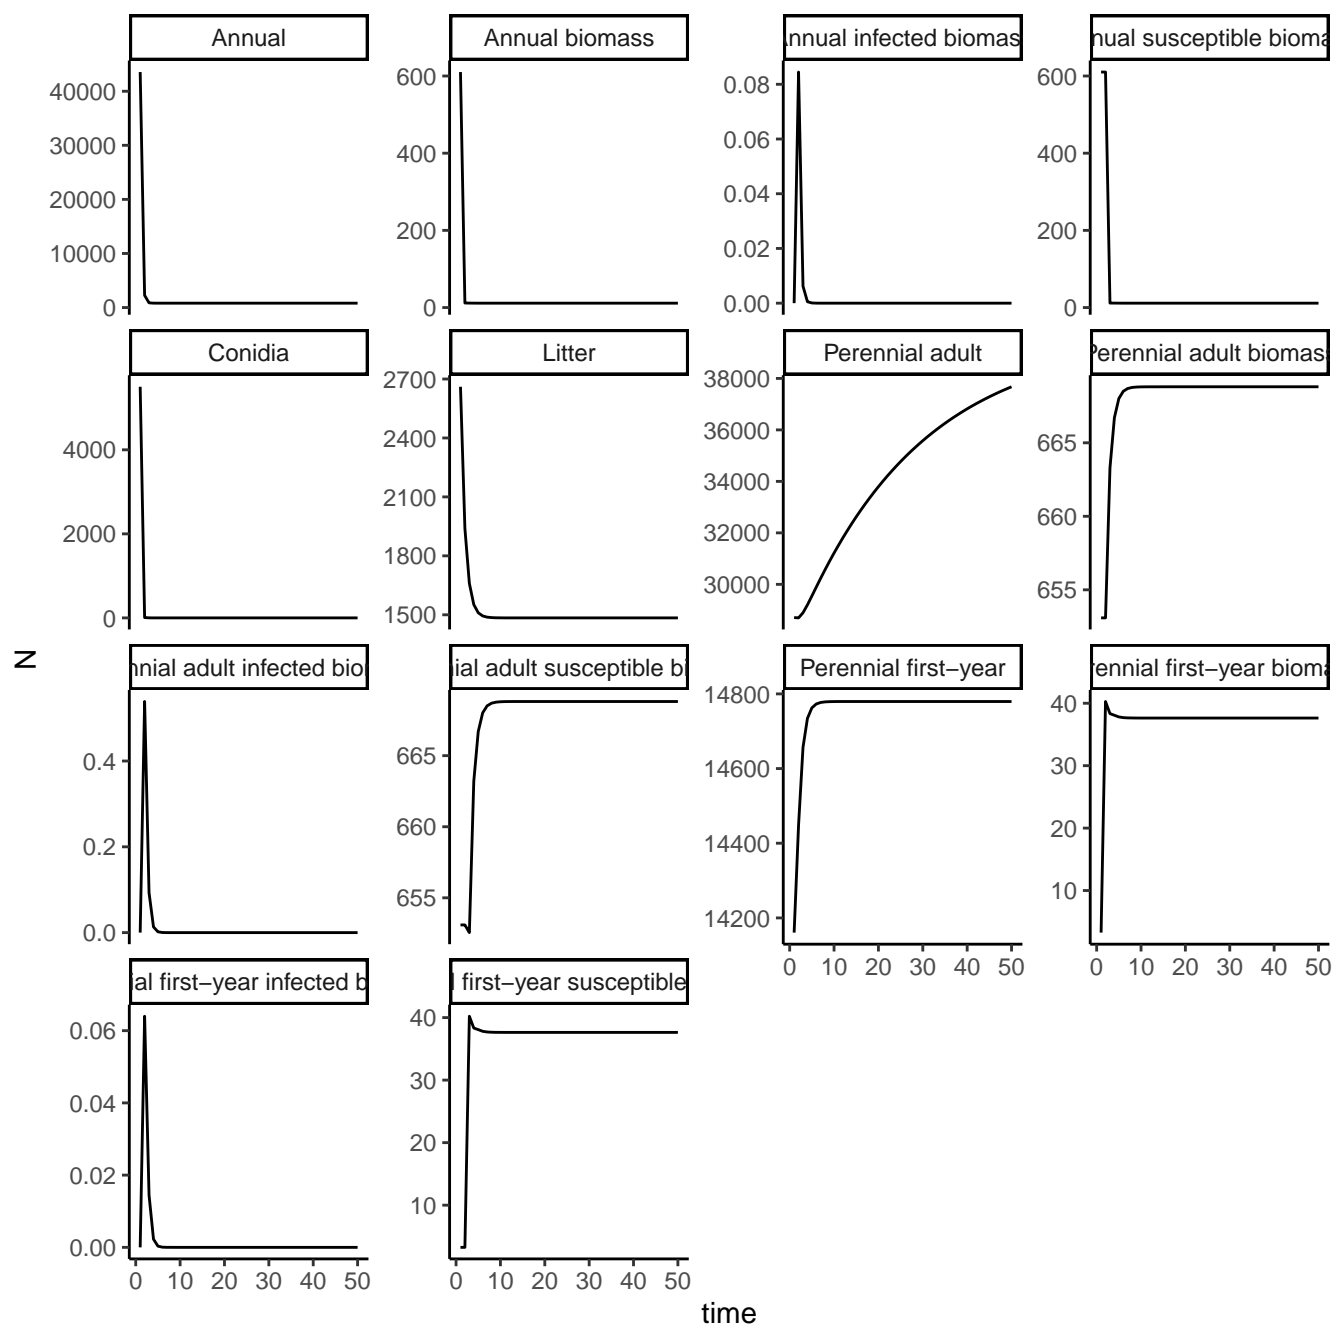 Annual
Annual biomass
nnual infected biomas
nual susceptible bioma
40000
30000
20000
10000
0
600
400
200
0
0.08
0.06
0.04
0.02
0.00
600
400
200
0
Conidia
Litter
Perennial adult
Perennial adult biomass
4000
2000
0
2700
2400
2100
1800
1500
38000
36000
34000
32000
30000
665
660
655
N
nnial adult infected bio
ial adult susceptible b
Perennial first−year
rennial first−year bioma
0.4
0.2
0.0
665
660
655
14800
14600
14400
14200
0 10 20 30 40 50
40
30
20
10
0 10 20 30 40 50
ial first−year infected b
l first−year susceptible
0.06
0.04
0.02
0.00
0 10 20 30 40 50
40
30
20
10
0 10 20 30 40 50
time